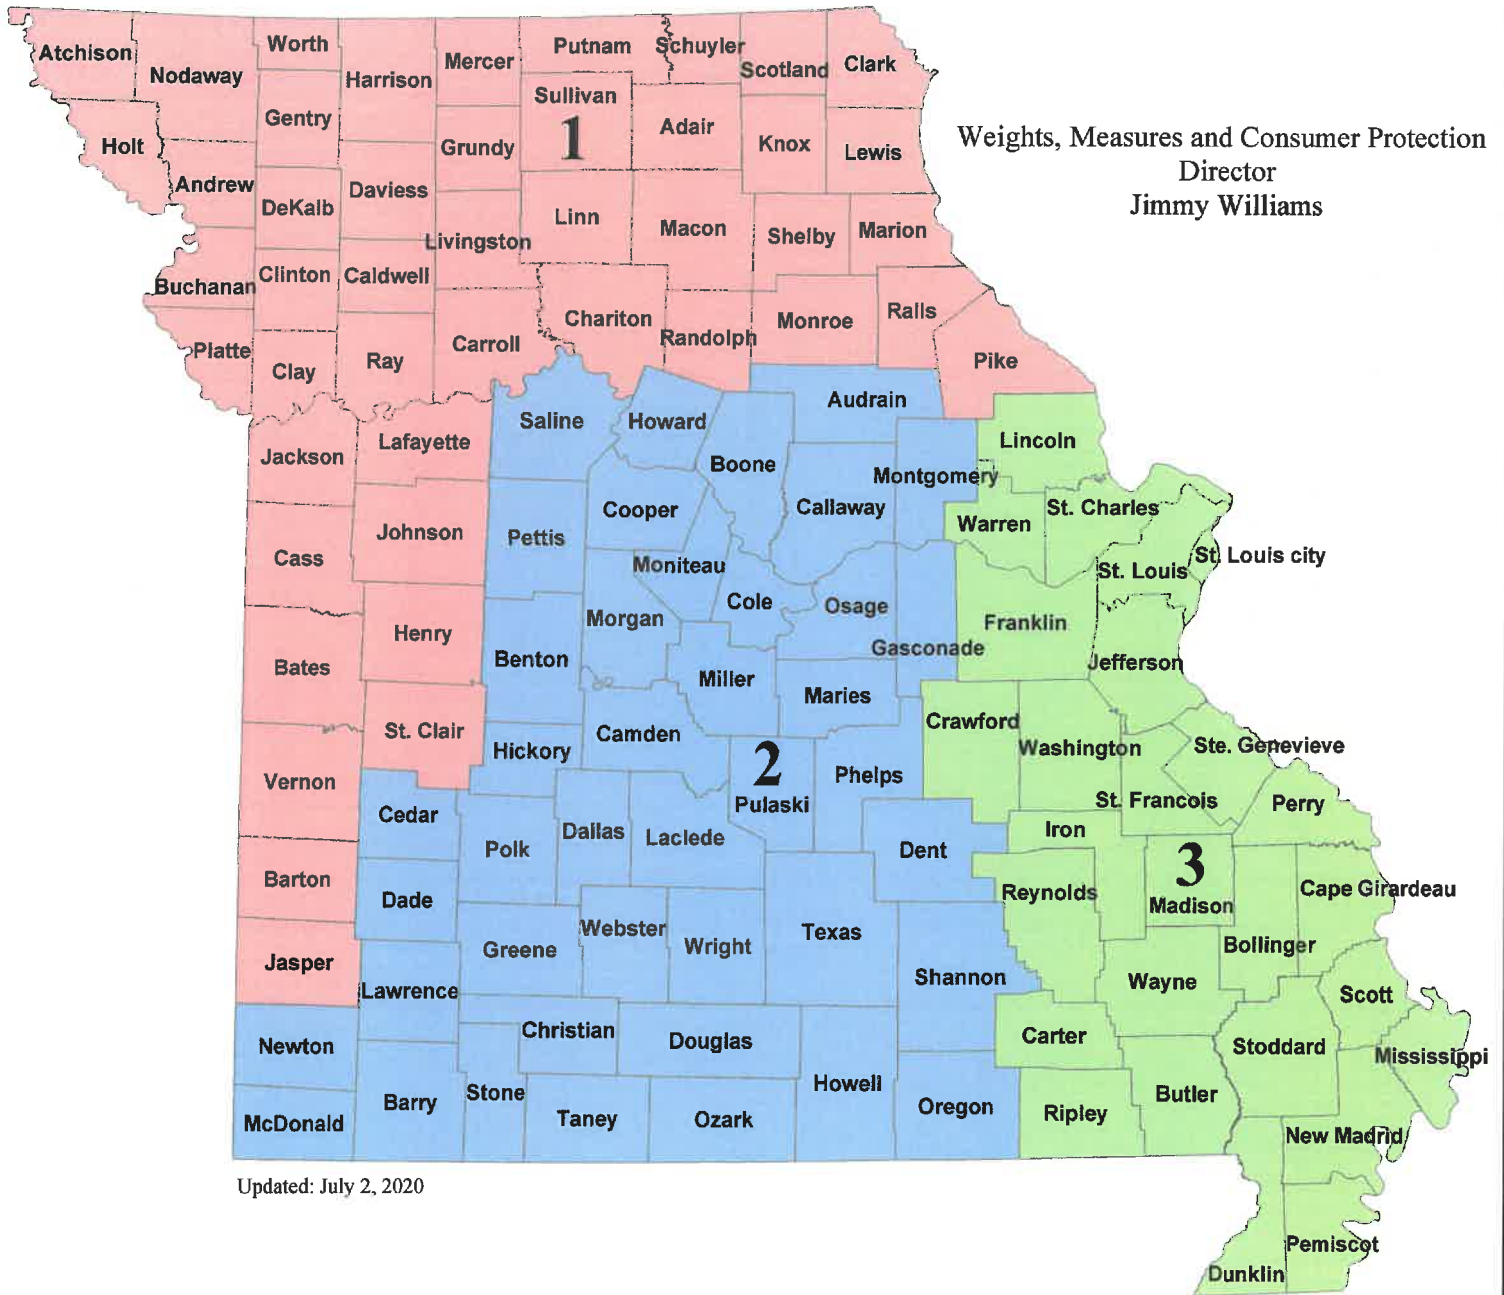 Atchison
Nodaway
Worth
Harrison
Mercer
Putnam
Schuyler
Scotland
Clark
Holt
Gentry
Grundy
Sullivan
1
Adair
Knox
Lewis
Weights, Measures and Consumer Protection
Director
Jimmy Williams
Andrew
DeKalb
Daviess
Livingston
Linn
Macon
Shelby
Marion
Buchanan
Clinton
Caldwell
Chariton
Randolph
Monroe
Ralls
Platte
Clay
Ray
Carroll
Pike
Jackson
Lafayette
Saline
Howard
Boone
Audrain
Lincoln
Montgomery
Cooper
Callaway
Warren
St. Charles
Cass
Johnson
Pettis
Moniteau
St. Louis
St. Louis city
Cole
Osage
Morgan
Franklin
Henry
Bates
Benton
Gasconade
Jefferson
Miller
Maries
St. Clair
Camden
Hickory
Crawford
Washington
Ste. Genevieve
2
Pulaski
Phelps
Vernon
Cedar
St. Francois
Perry
Polk
Dallas
Laclede
Iron
Dent
3
Madison
Barton
Dade
Reynolds
Cape Girardeau
Greene
Webster
Wright
Texas
Bollinger
Jasper
Lawrence
Shannon
Wayne
Scott
Newton
Christian
Douglas
Carter
Stoddard
Mississippi
McDonald
Barry
Stone
Taney
Ozark
Howell
Oregon
Ripley
Butler
New Madrid
Updated: July 2, 2020
Pemiscot
Dunklin